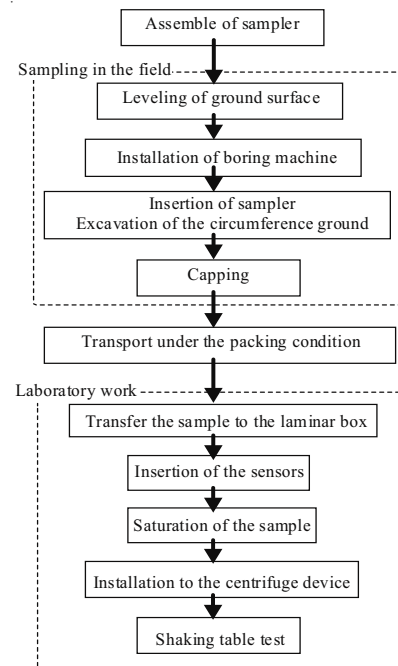 Assemble of sampler
Sampling in the field
Leveling of ground surface
Installation of boring machine
Insertion of sampler
Excavation of the circumference ground
Capping
Transport under the packing condition
Laboratory work
Transfer the sample to the laminar box
Insertion of the sensors
Saturation of the sample
Installation to the centrifuge device
Shaking table test